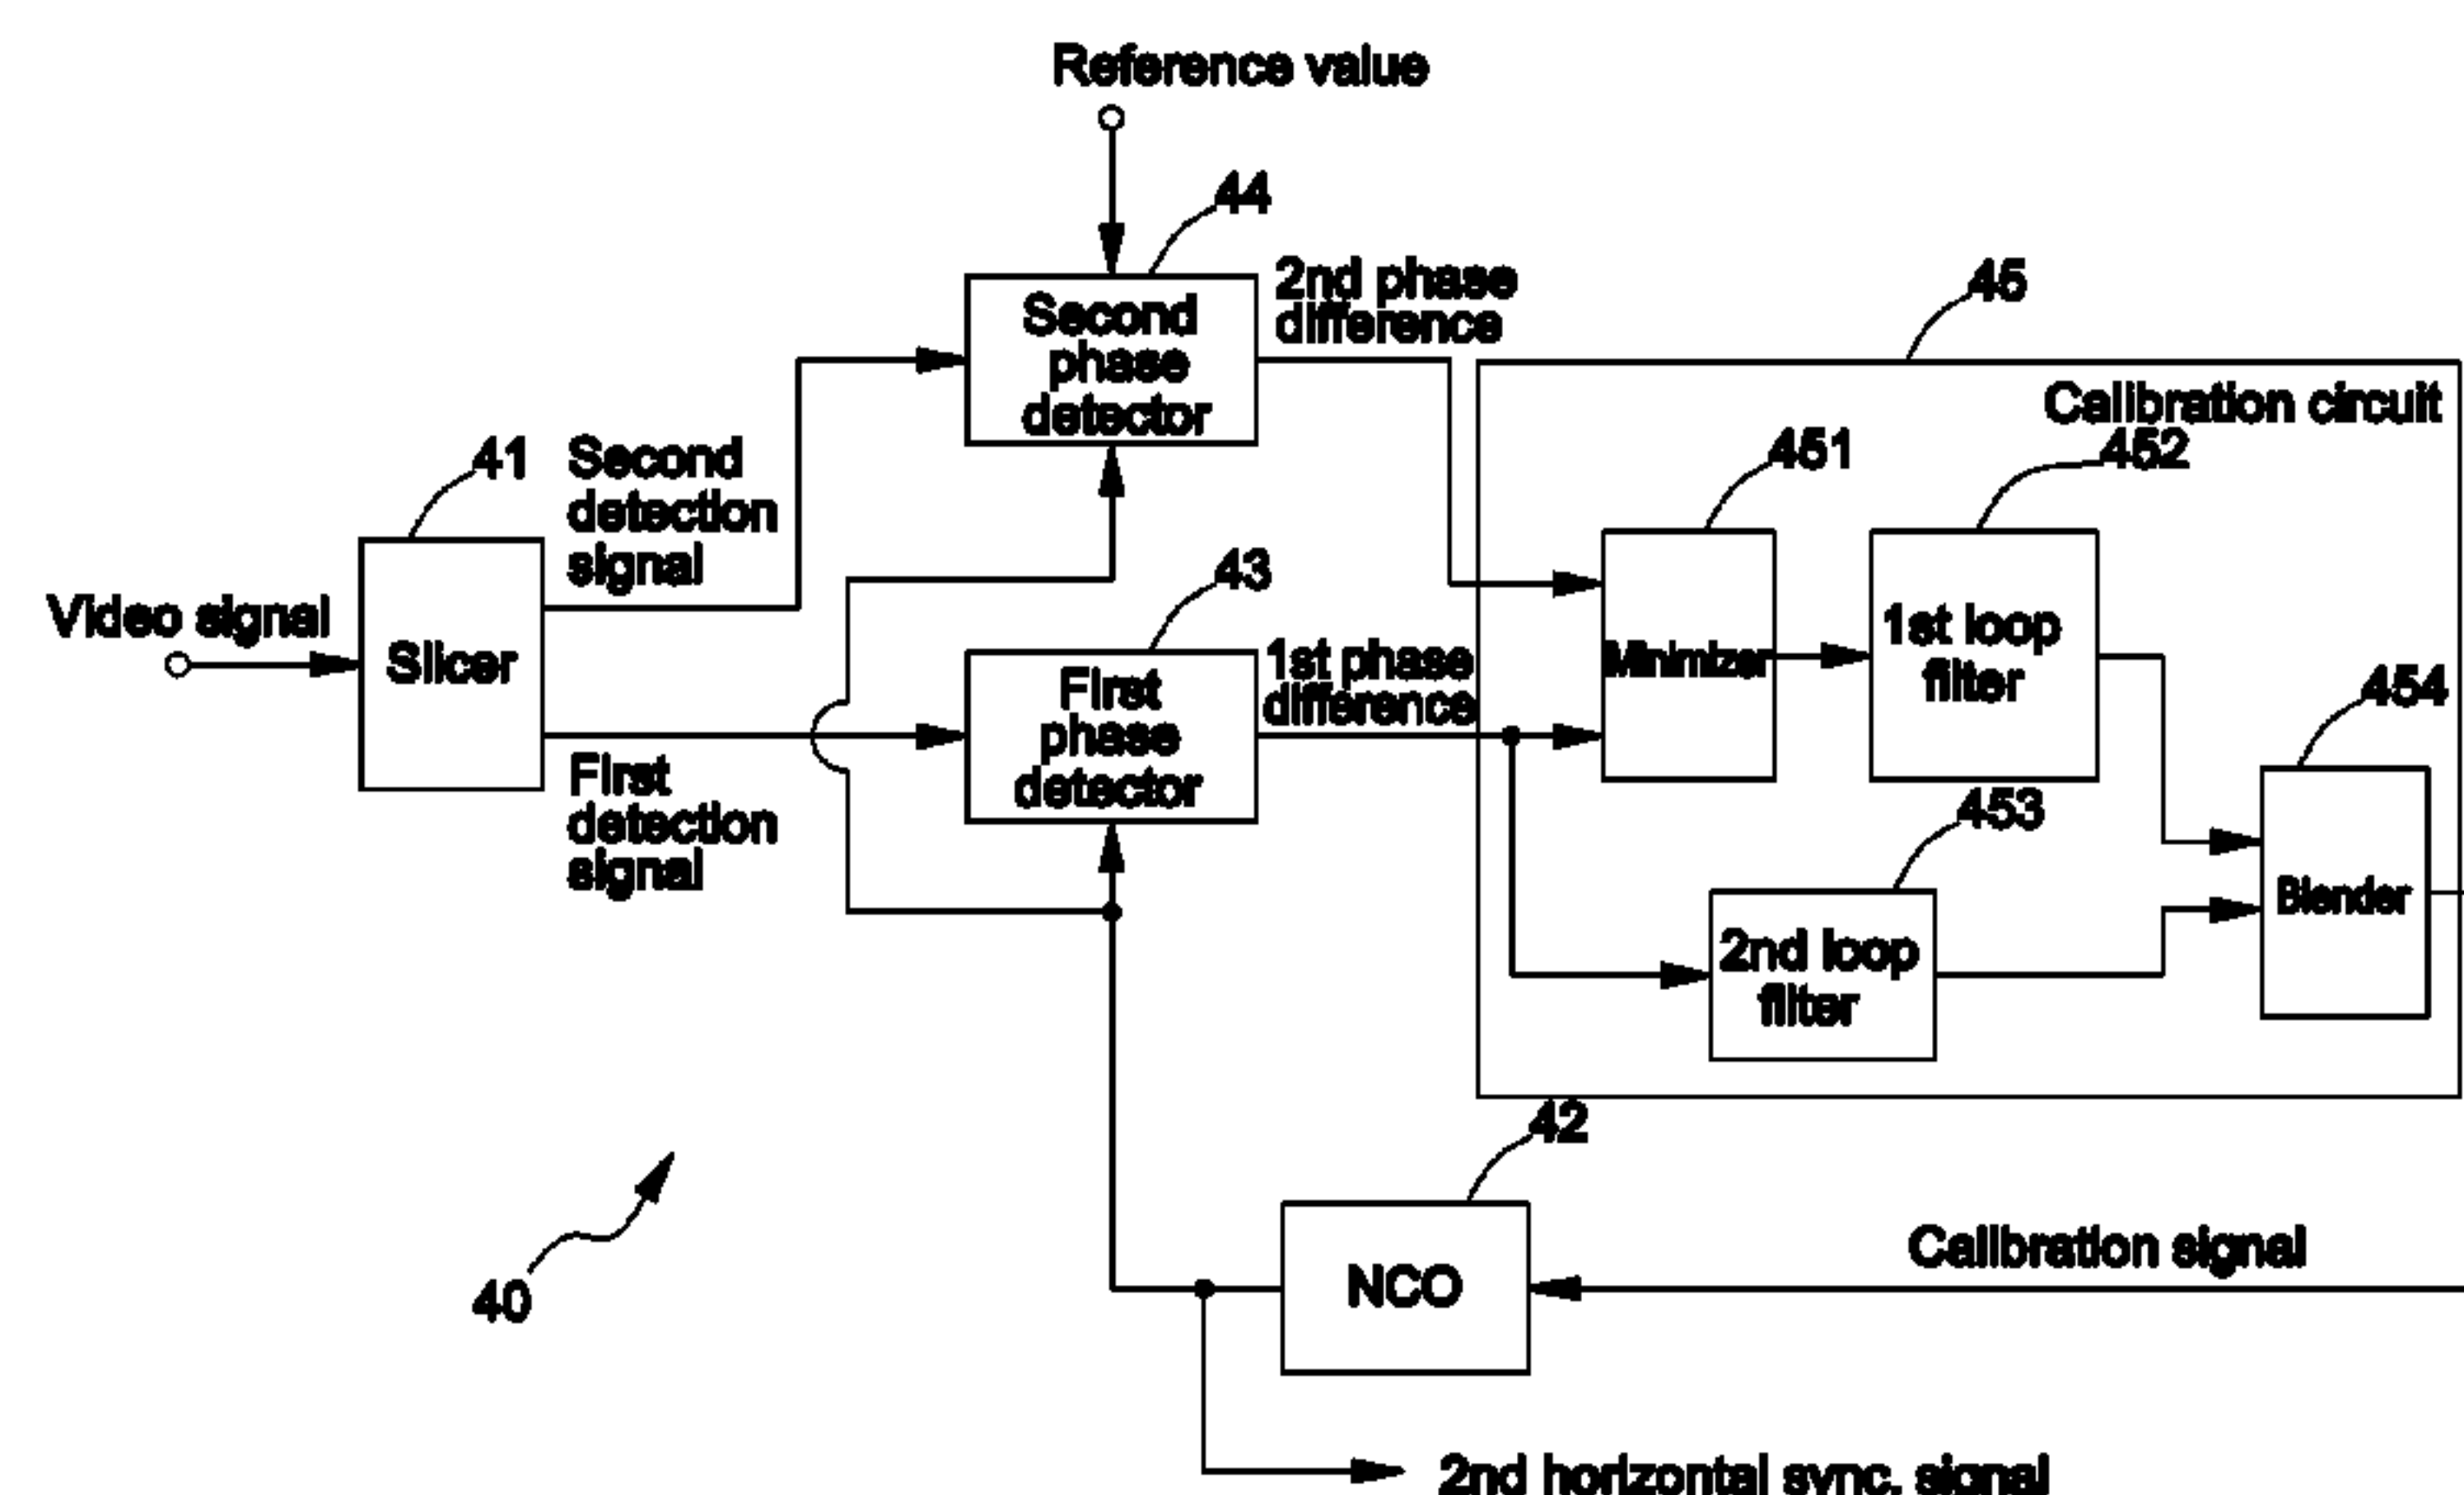 Reference value
44
2nd phase
difference
Second
phase
detector
45
Calibration circuit
41
Second
detection
signal
451
452
43
Video signal
Slicer
1st phase
difference
First
phase
detector
Minimizer
1st loop
filter
454
First
detection
signal
453
Blender
2nd loop
filter
42
40
NCO
Calibration signal
2nd horizontal sync. signal